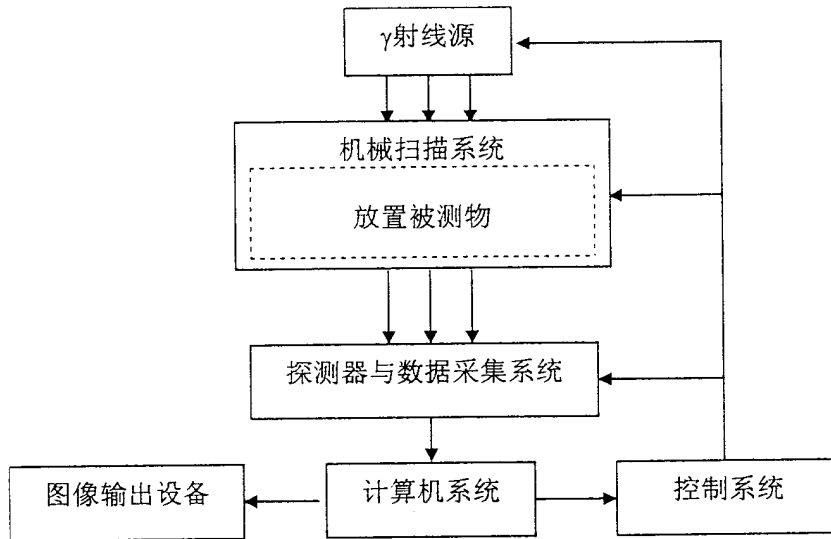 γ射线源
机械扫描系统
放置被测物
探测器与数据采集系统
图像输出设备
计算机系统
控制系统